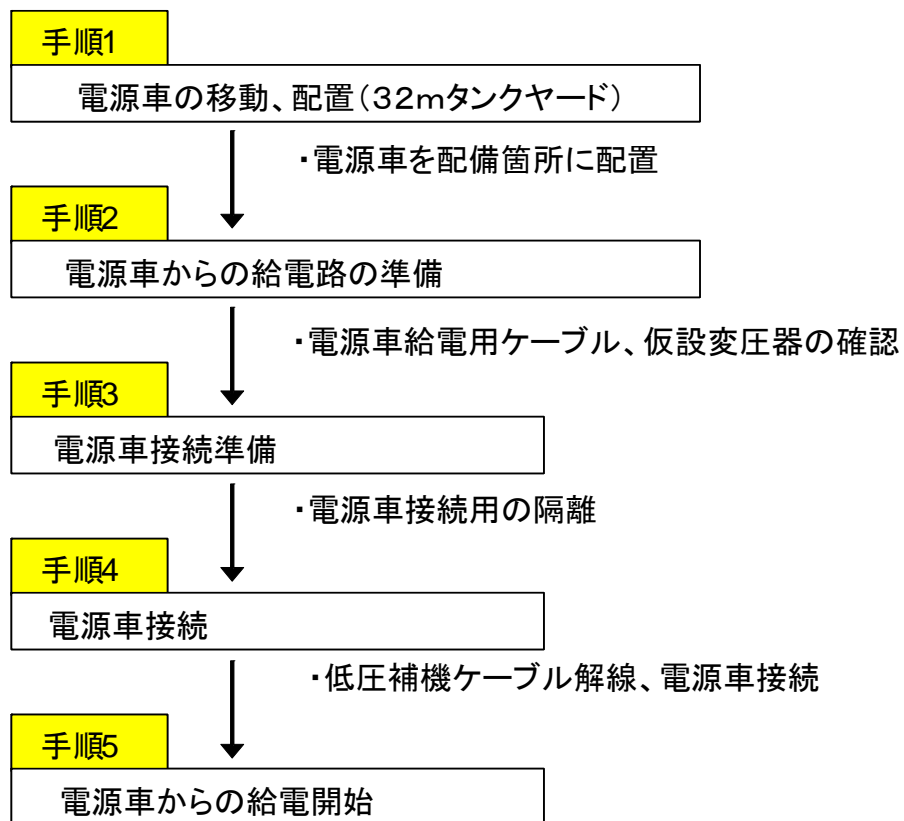 手順1
電源車の移動、配置(32mタンクヤード)
・電源車を配備箇所に配置
手順2
電源車からの給電路の準備
・電源車給電用ケーブル、仮設変圧器の確認
手順3
電源車接続準備
・電源車接続用の隔離
手順4
電源車接続
・低圧補機ケーブル解線、電源車接続
手順5
電源車からの給電開始